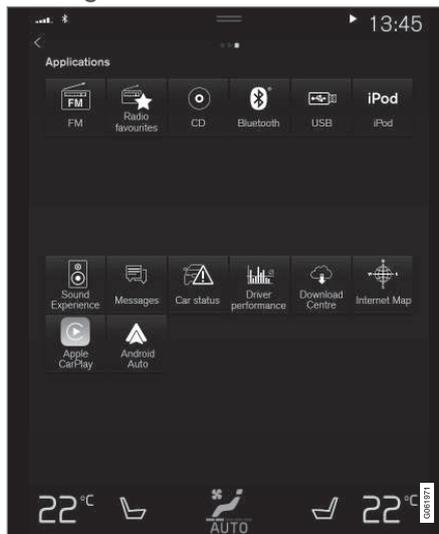 13:45
Applications
FM
iPod
FM
Radio
favourites
CD
Bluetooth
USB
iPod
Sound
Experience
Messages
Car status
Driver
performance
Download
Centre
Internet Map
Apple
CarPlay
Android
Auto
22°C
AUTO
22°C
G061971